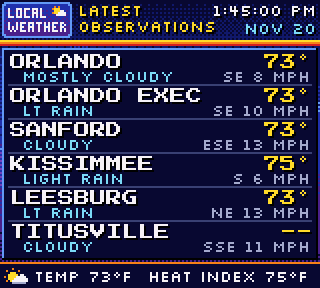 LOCAL WEATHER
LATEST OBSERVATIONS
1:45:00 PM
NOV 20
ORLANDO 73°
MOSTLY CLOUDY SE 8 MPH
ORLANDO EXEC 73°
LT RAIN SE 10 MPH
SANFORD 73°
CLOUDY ESE 13 MPH
KISSIMMEE 75°
LIGHT RAIN S 6 MPH
LEESBURG 73°
LT RAIN NE 13 MPH
TITUSVILLE --
CLOUDY SSE 11 MPH
TEMP 73°F HEAT INDEX 75°F